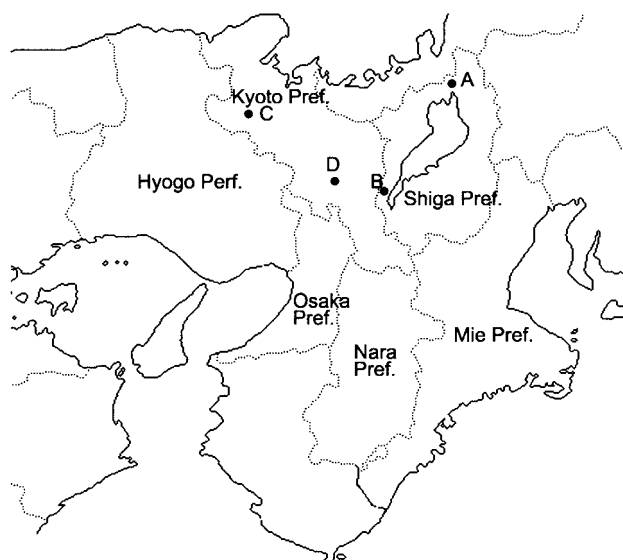 A
Kyoto Pref.
C
D
B
Hyogo Perf.
Shiga Pref.
Osaka
Pref.
Mie Pref.
Nara
Pref.